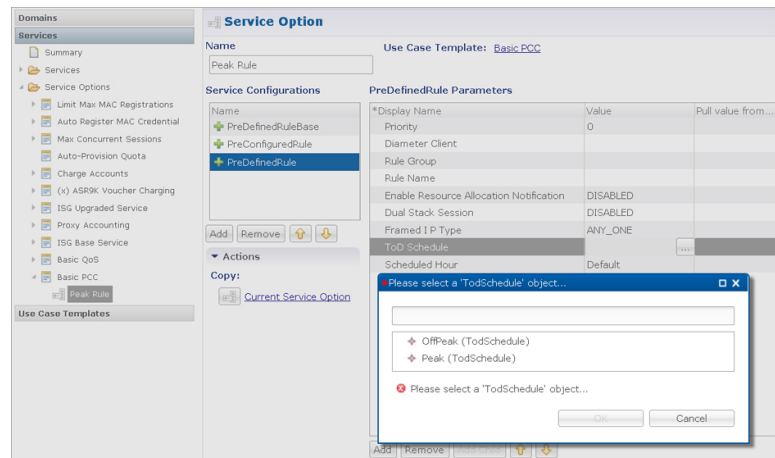 Domains
Services
Summary
Services
Service Options
Limit Max MAC Registrations
Auto Register MAC Credential
Max Concurrent Sessions
Auto-Provision Quota
Charge Accounts
(x) ASR9K Voucher Charging
ISG Upgraded Service
Proxy Accounting
ISG Base Service
Basic QoS
Basic PCC
Peak Rule
Use Case Templates
Service Option
Name
Use Case Template: Basic PCC
Peak Rule
Service Configurations
Name
PreDefinedRuleBase
PreConfiguredRule
PreDefinedRule
Add Remove
Actions
Copy:
Current Service Option
PreDefinedRule Parameters
*Display Name Value Pull value from...
Priority 0
Diameter Client
Rule Group
Rule Name
Enable Resource Allocation Notification DISABLED
Dual Stack Session DISABLED
Framed I P Type ANY_ONE
ToD Schedule ...
Scheduled Hour Default
Please select a 'TodSchedule' object...
OffPeak (TodSchedule)
Peak (TodSchedule)
Please select a 'TodSchedule' object...
OK Cancel
Add Remove Add Child